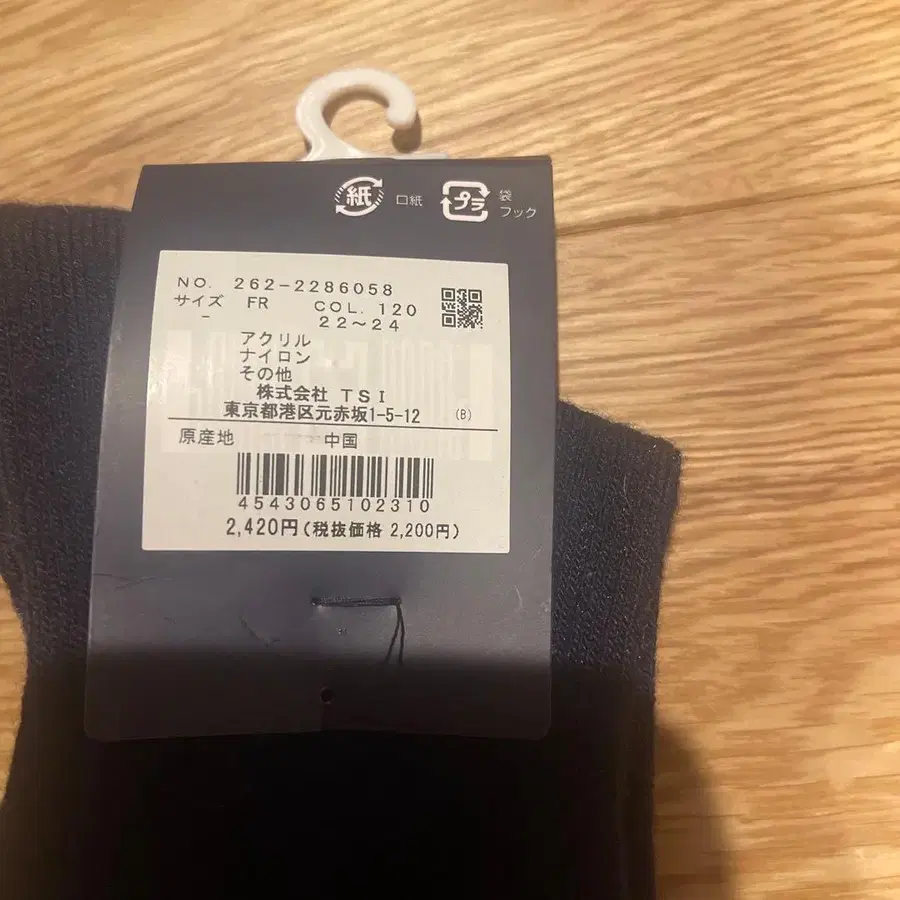 紙 口紙 プラ 袋
フック
NO. 262-2286058
サイズ FR COL. 120
- 22～24
アクリル
ナイロン
その他
株式会社 TSI
東京都港区元赤坂1-5-12 (B)
原産地 中国
4543065102310
2,420円(税抜価格 2,200円)